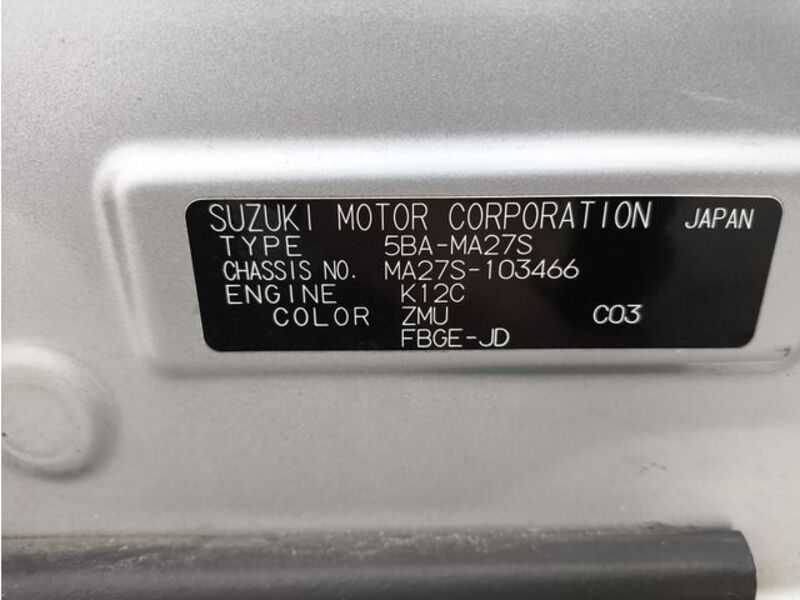 SUZUKI MOTOR CORPORATION JAPAN
TYPE 5BA-MA27S
CHASSIS NO. MA27S-103466
ENGINE K12C
COLOR ZMU C03
FBGE-JD